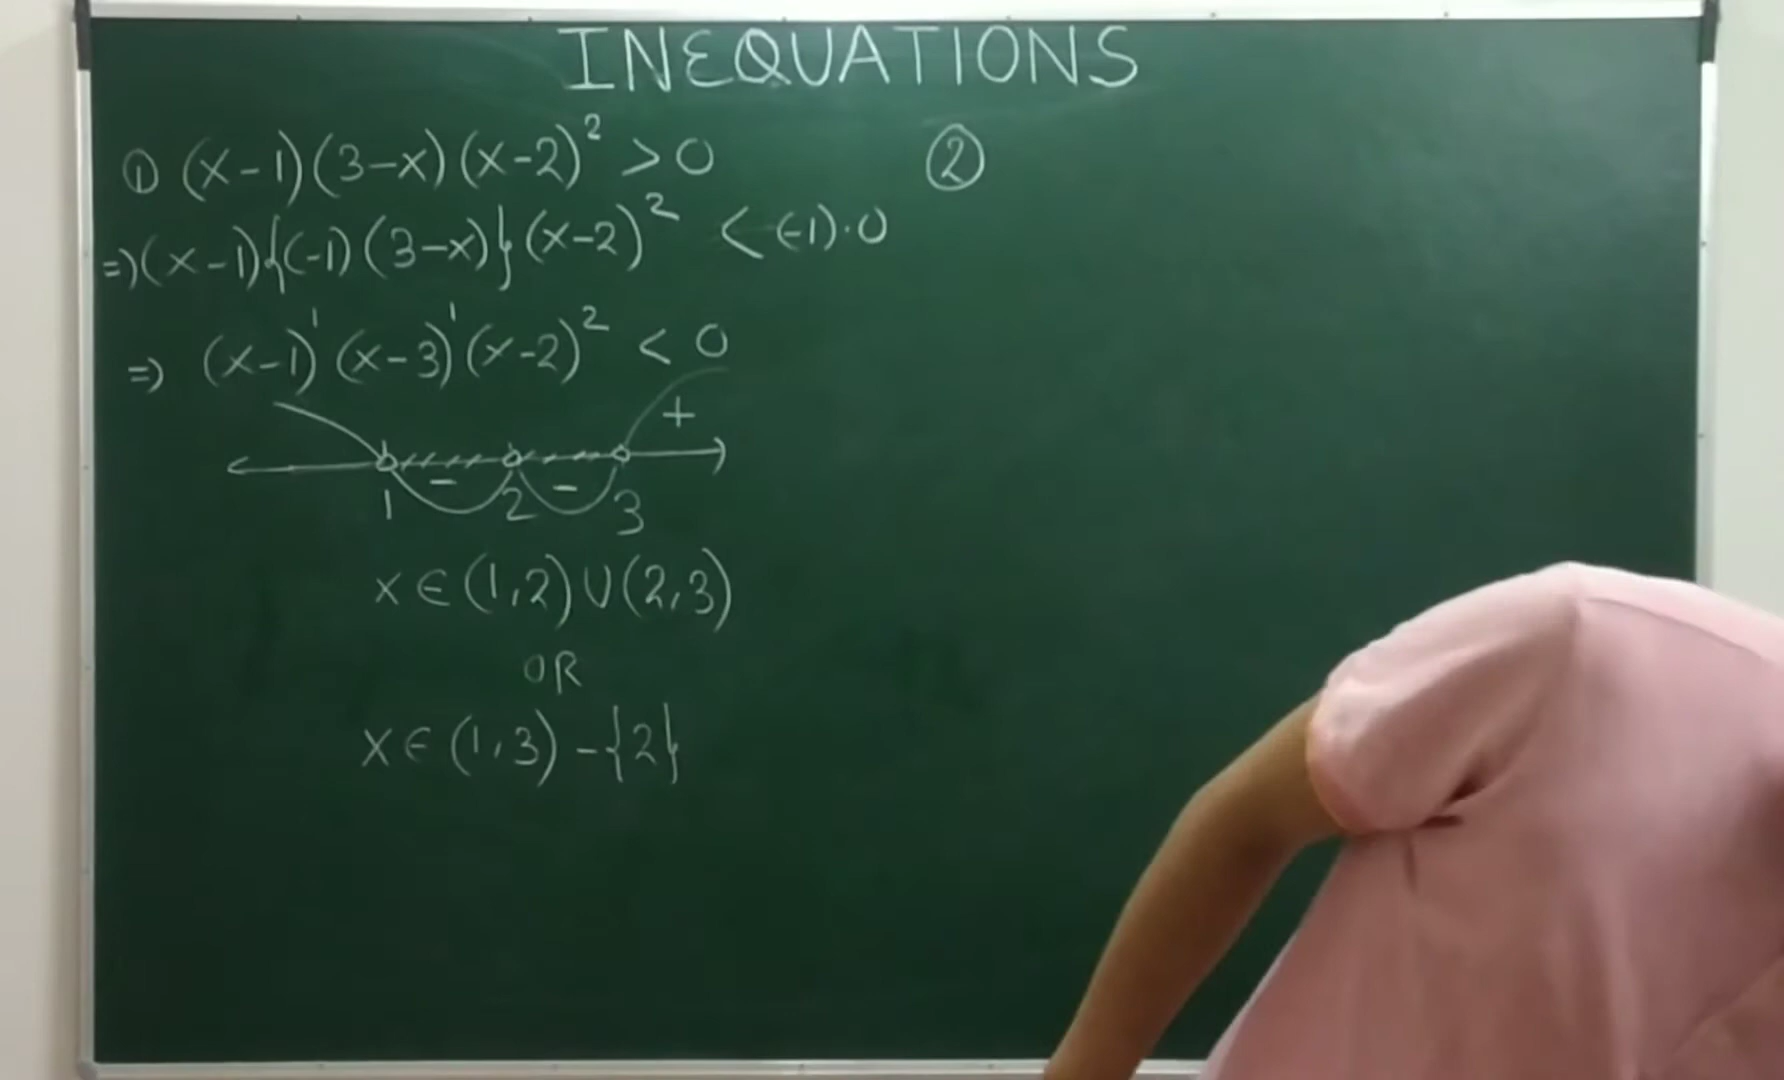 INEQUATIONS
① (x-1)(3-x)(x-2)² > 0
⇒ (x-1){(-1)(3-x)}(x-2)² < (-1)·0
⇒ (x-1)¹(x-3)¹(x-2)² < 0
+
- -
1 2 3
x ∈ (1,2) ∪ (2,3)
OR
x ∈ (1,3) - {2}
②